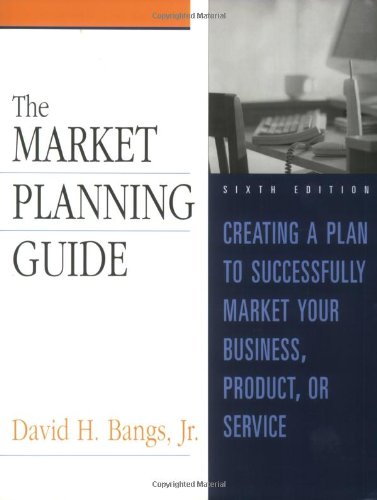 The
MARKET
PLANNING
GUIDE
David H. Bangs, Jr.
SIXTH EDITION
CREATING A PLAN
TO SUCCESSFULLY
MARKET YOUR
BUSINESS,
PRODUCT, OR
SERVICE